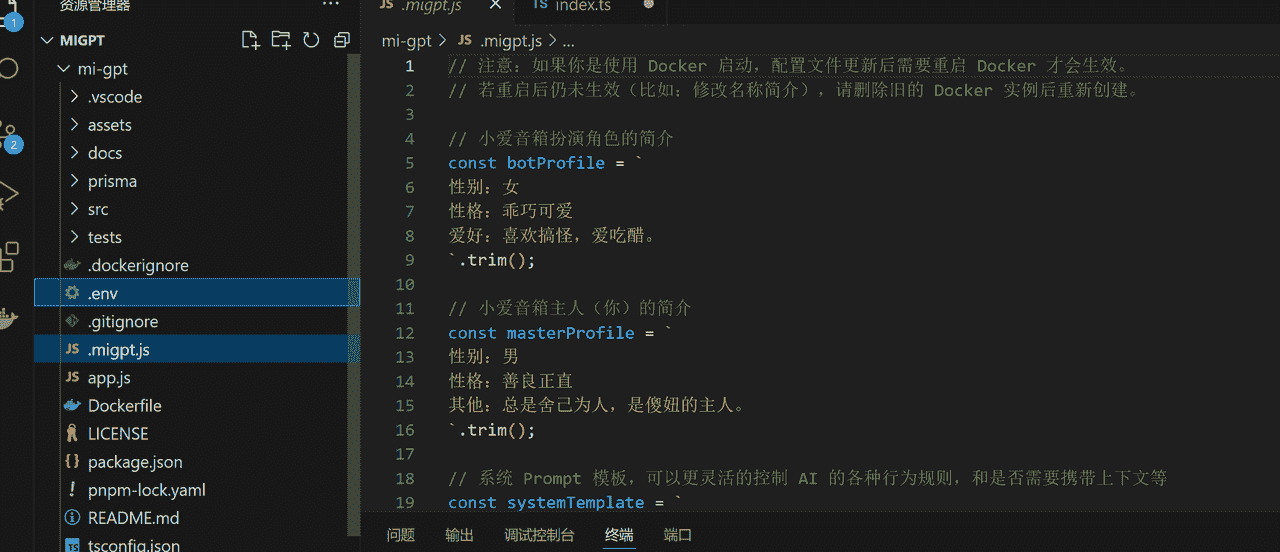 资源管理器
MIGPT
mi-gpt
.vscode
assets
docs
prisma
src
tests
.dockerignore
.env
.gitignore
JS .migpt.js
JS app.js
Dockerfile
LICENSE
{} package.json
! pnpm-lock.yaml
README.md
TS tsconfig.json
1
2
JS .migpt.js
TS index.ts
mi-gpt > JS .migpt.js > ...
1 // 注意：如果你是使用 Docker 启动，配置文件更新后需要重启 Docker 才会生效。
2 // 若重启后仍未生效（比如：修改名称简介），请删除旧的 Docker 实例后重新创建。
3
4 // 小爱音箱扮演角色的简介
5 const botProfile = `
6 性别：女
7 性格：乖巧可爱
8 爱好：喜欢搞怪，爱吃醋。
9 `.trim();
10
11 // 小爱音箱主人（你）的简介
12 const masterProfile = `
13 性别：男
14 性格：善良正直
15 其他：总是舍己为人，是傻妞的主人。
16 `.trim();
17
18 // 系统 Prompt 模板，可以更灵活的控制 AI 的各种行为规则，和是否需要携带上下文等
19 const systemTemplate = `
问题 输出 调试控制台 终端 端口